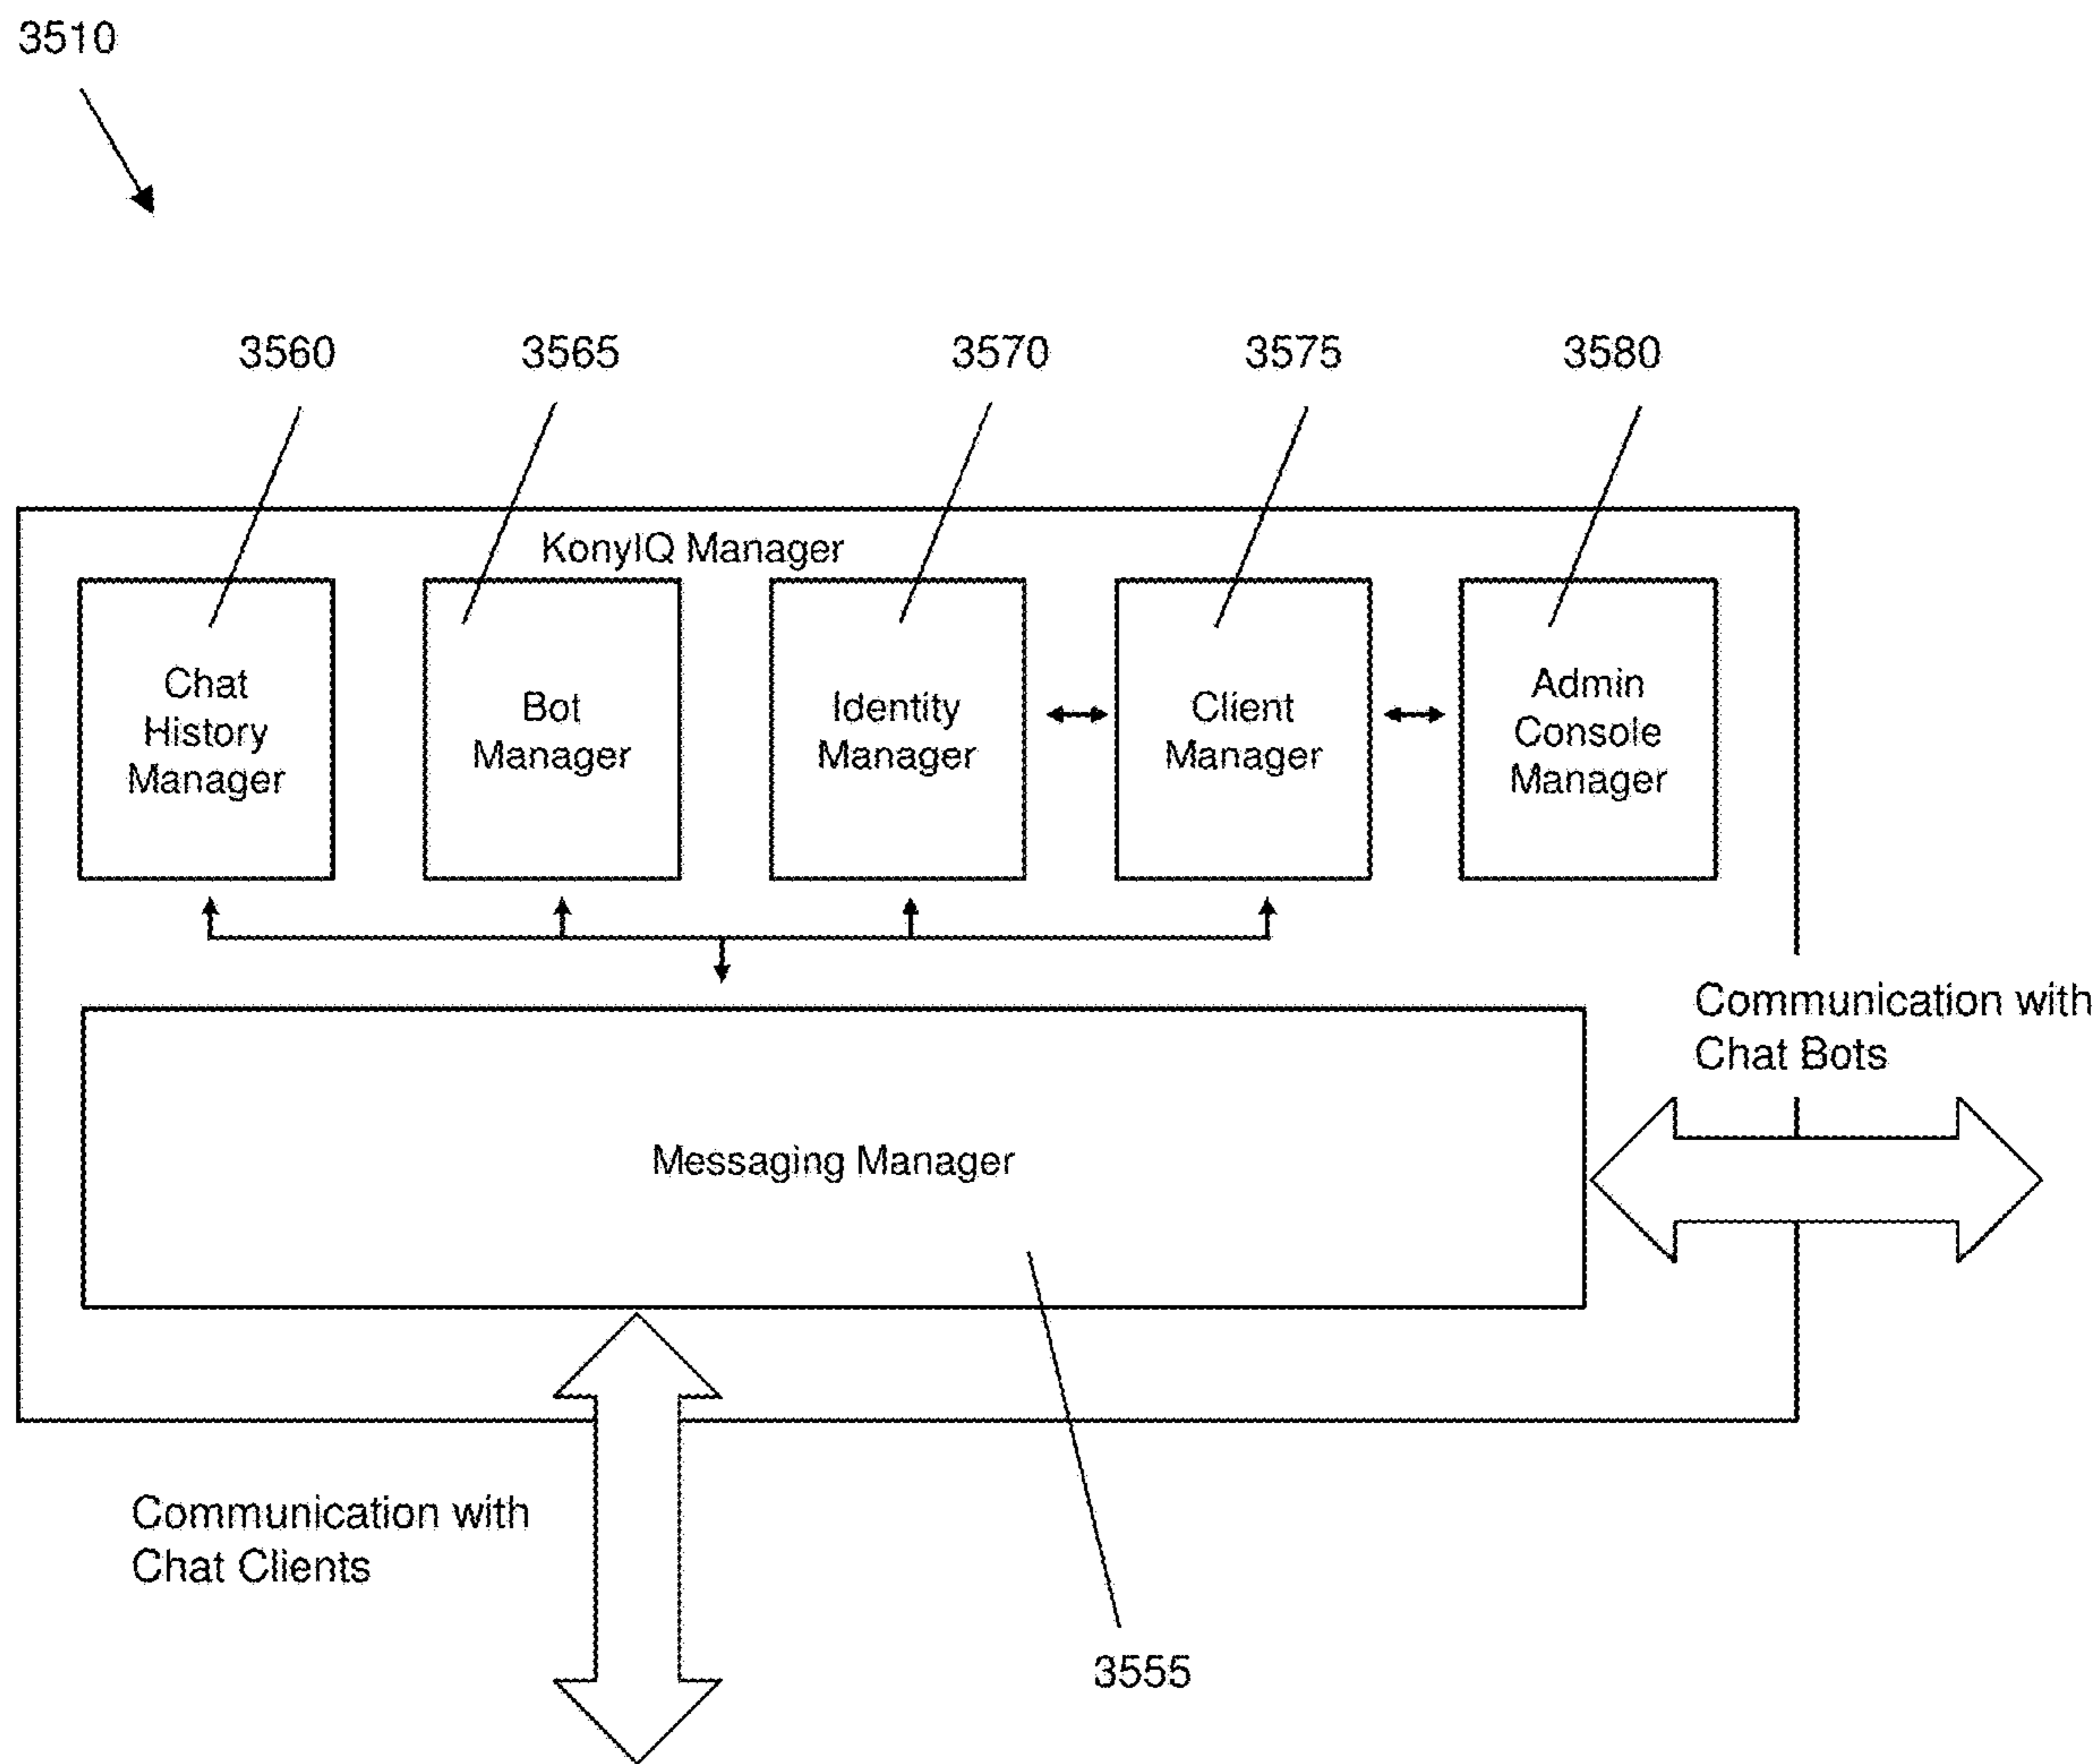 3510
3560
3565
3570
3575
3580
KonyIQ Manager
Chat
History
Manager
Bot
Manager
Identity
Manager
Client
Manager
Admin
Console
Manager
Communication with
Chat Bots
Messaging Manager
Communication with
Chat Clients
3555